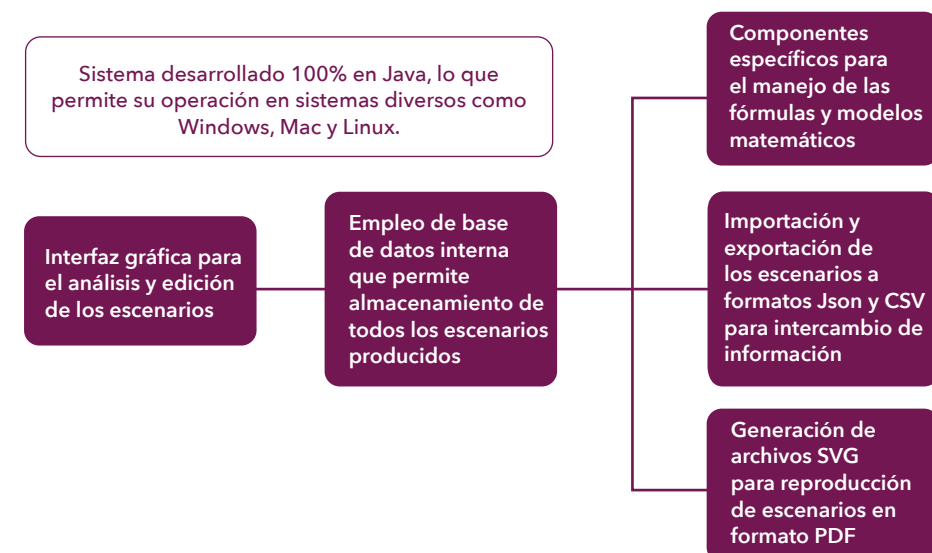 Sistema desarrollado 100% en Java, lo que
permite su operación en sistemas diversos como
Windows, Mac y Linux.
Interfaz gráfica para
el análisis y edición
de los escenarios
Empleo de base
de datos interna
que permite
almacenamiento de
todos los escenarios
producidos
Componentes
específicos para
el manejo de las
fórmulas y modelos
matemáticos
Importación y
exportación de
los escenarios a
formatos Json y CSV
para intercambio de
información
Generación de
archivos SVG
para reproducción
de escenarios en
formato PDF